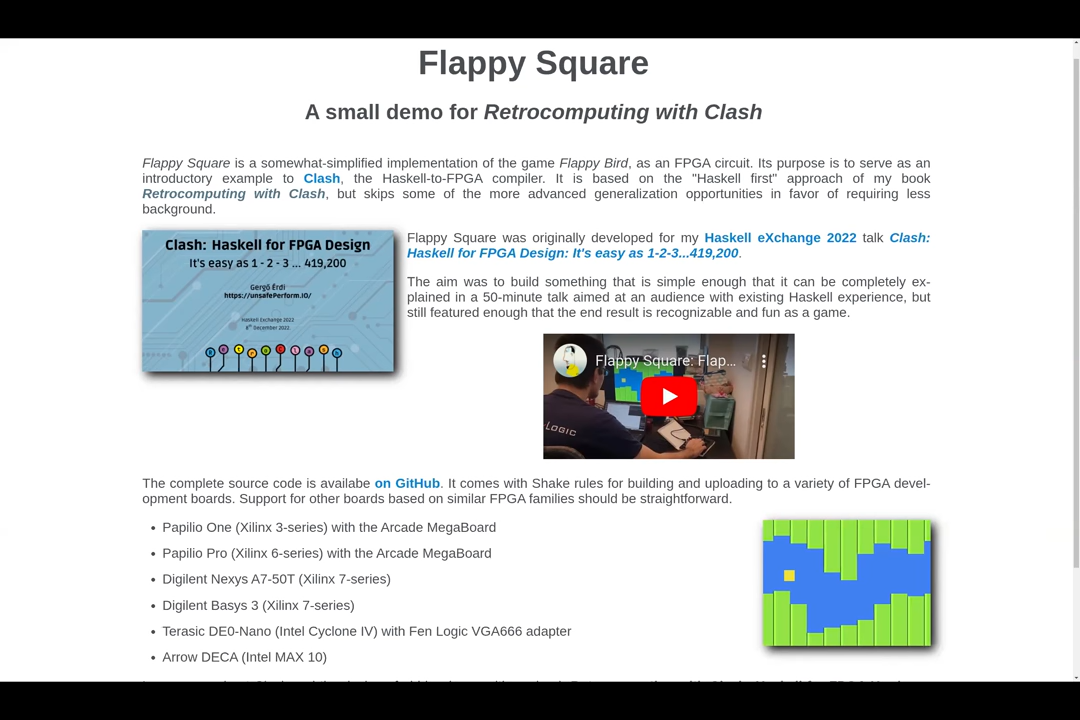 Flappy Square
A small demo for Retrocomputing with Clash
Flappy Square is a somewhat-simplified implementation of the game Flappy Bird, as an FPGA circuit. Its purpose is to serve as an
introductory example to Clash, the Haskell-to-FPGA compiler. It is based on the "Haskell first" approach of my book
Retrocomputing with Clash, but skips some of the more advanced generalization opportunities in favor of requiring less
background.
Clash: Haskell for FPGA Design
It's easy as 1 - 2 - 3 ... 419,200
Gergő Érdi
https://unsafePerform.IO/
Haskell Exchange 2022
8th December 2022
R e t r o C l a s h
Flappy Square was originally developed for my Haskell eXchange 2022 talk Clash:
Haskell for FPGA Design: It's easy as 1-2-3...419,200.
The aim was to build something that is simple enough that it can be completely ex-
plained in a 50-minute talk aimed at an audience with existing Haskell experience, but
still featured enough that the end result is recognizable and fun as a game.
Flappy Square: Flap...
LOGIC
The complete source code is availabe on GitHub. It comes with Shake rules for building and uploading to a variety of FPGA devel-
opment boards. Support for other boards based on similar FPGA families should be straightforward.
• Papilio One (Xilinx 3-series) with the Arcade MegaBoard
• Papilio Pro (Xilinx 6-series) with the Arcade MegaBoard
• Digilent Nexys A7-50T (Xilinx 7-series)
• Digilent Basys 3 (Xilinx 7-series)
• Terasic DE0-Nano (Intel Cyclone IV) with Fen Logic VGA666 adapter
• Arrow DECA (Intel MAX 10)